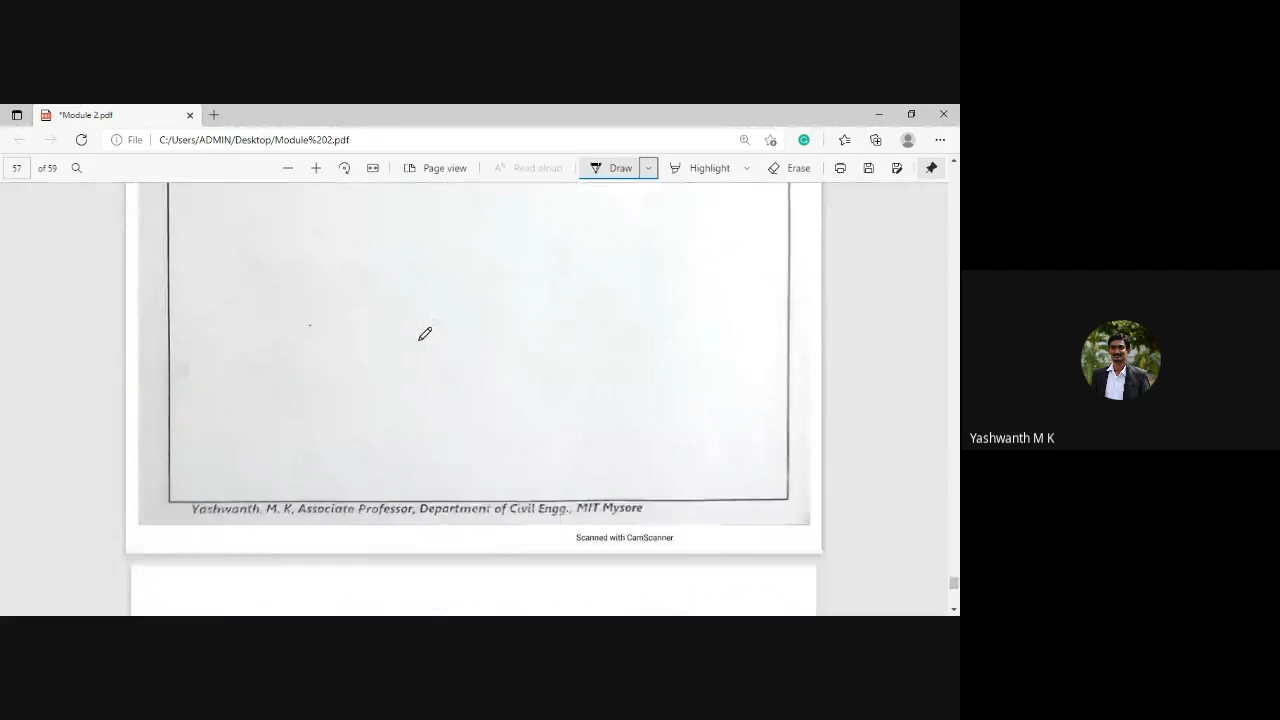 *Module 2.pdf
File
C:/Users/ADMIN/Desktop/Module%202.pdf
57 of 59
Page view
Read aloud
Draw
Highlight
Erase
Yashwanth. M. K, Associate Professor, Department of Civil Engg., MIT Mysore
Scanned with CamScanner
Yashwanth M K